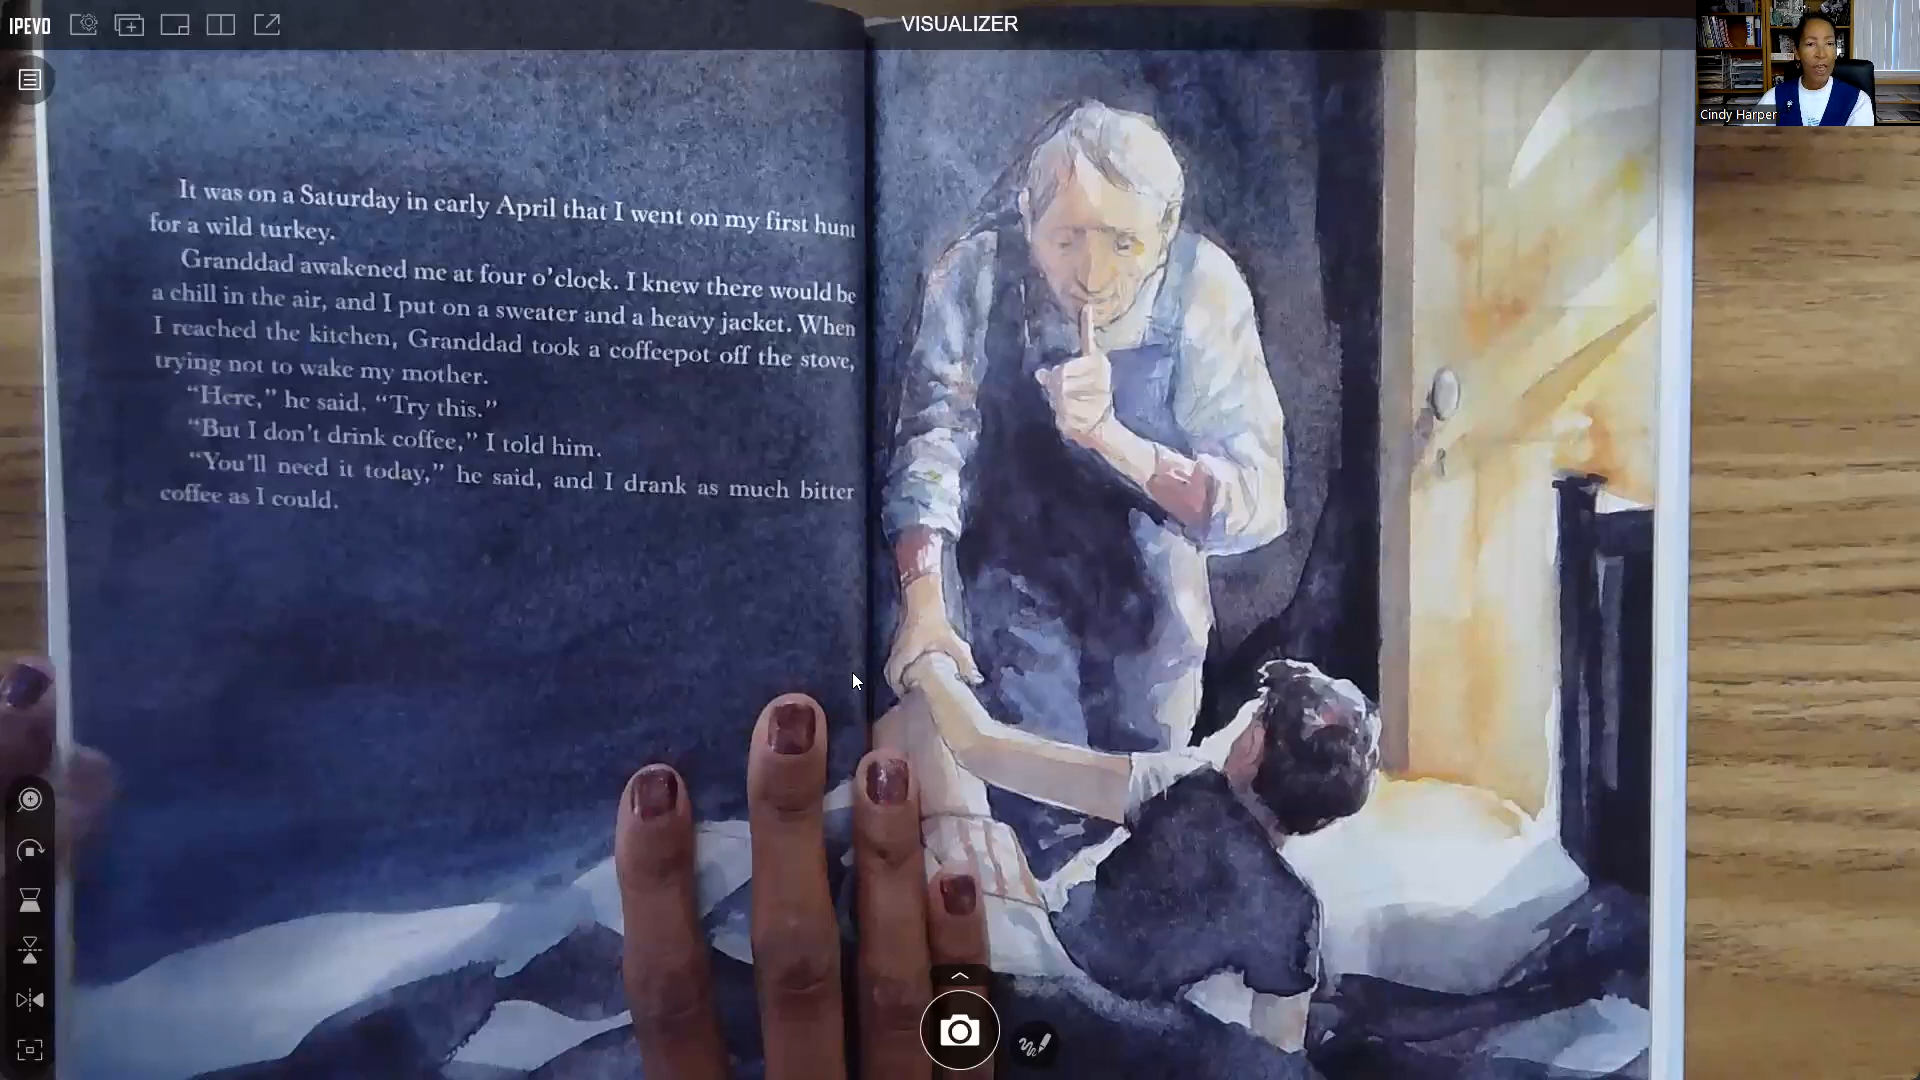 IPEVO
VISUALIZER
Cindy Harper
It was on a Saturday in early April that I went on my first hunt
for a wild turkey.
Granddad awakened me at four o'clock. I knew there would be
a chill in the air, and I put on a sweater and a heavy jacket. When
I reached the kitchen, Granddad took a coffeepot off the stove,
trying not to wake my mother.
“Here,” he said. “Try this.”
“But I don't drink coffee,” I told him.
“You'll need it today,” he said, and I drank as much bitter
coffee as I could.